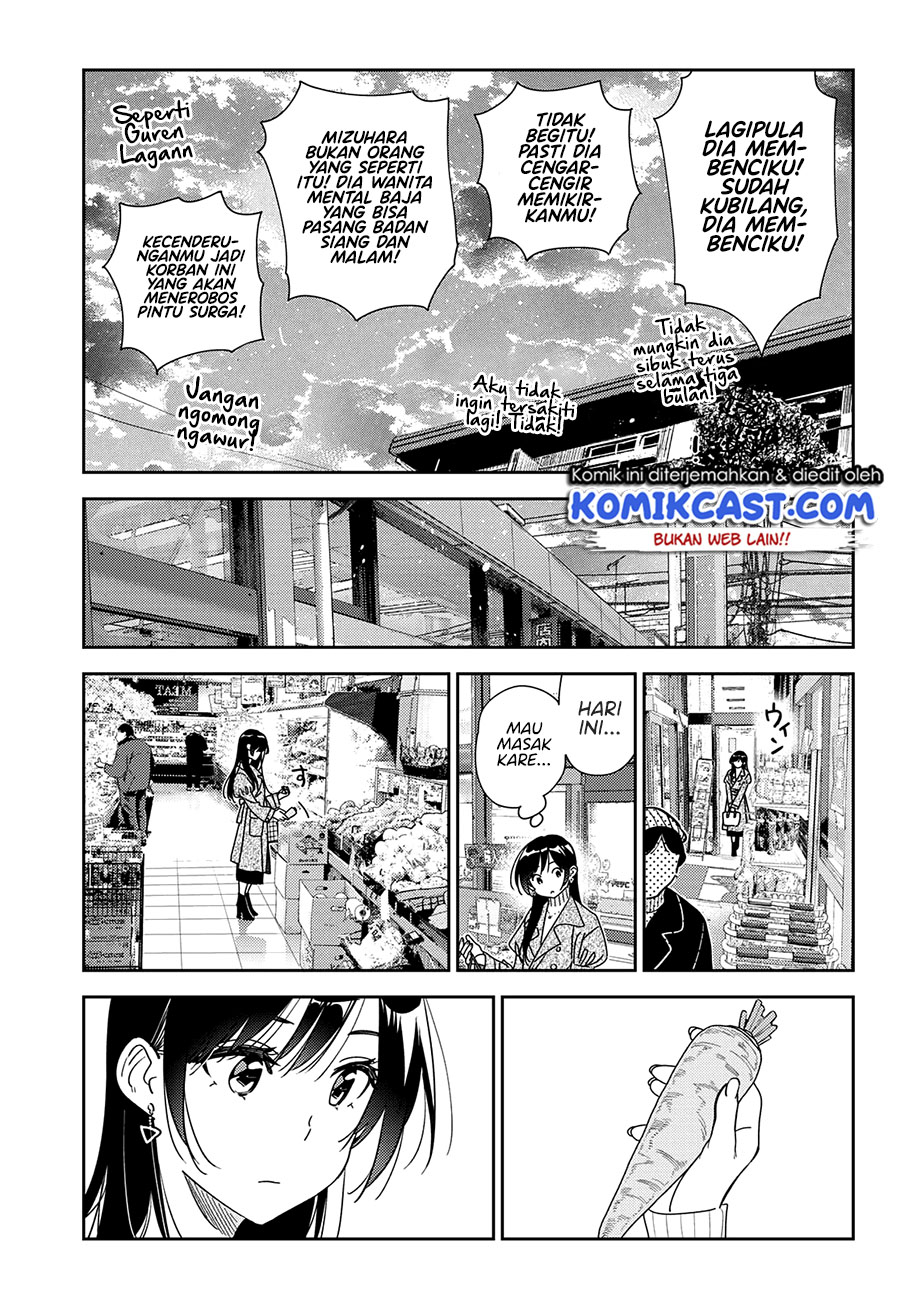 LAGIPULA
DIA MEM-
BENCIKU!
SUDAH
KUBILANG,
DIA MEM-
BENCIKU!
Tidak
mungkin dia
sibuk terus
selama tiga
bulan!
TIDAK
BEGITU!
PASTI DIA
CENGAR-
CENGIR
MEMIKIR-
KANMU!
Aku tidak
ingin tersakiti
lagi! Tidak!
MIZUHARA
BUKAN ORANG
YANG SEPERTI
ITU! DIA WANITA
MENTAL BAJA
YANG BISA
PASANG BADAN
SIANG DAN
MALAM!
Seperti
Guren
Lagann
KECENDERU-
NGANMU JADI
KORBAN INI
YANG AKAN
MENEROBOS
PINTU SURGA!
Jangan
ngomong
ngawur!
Komik ini diterjemahkan & diedit oleh
KOMIKCAST.COM
BUKAN WEB LAIN!!
店内
ウィン
HARI
INI...
MAU
MASAK
KARE...
MEAT
す